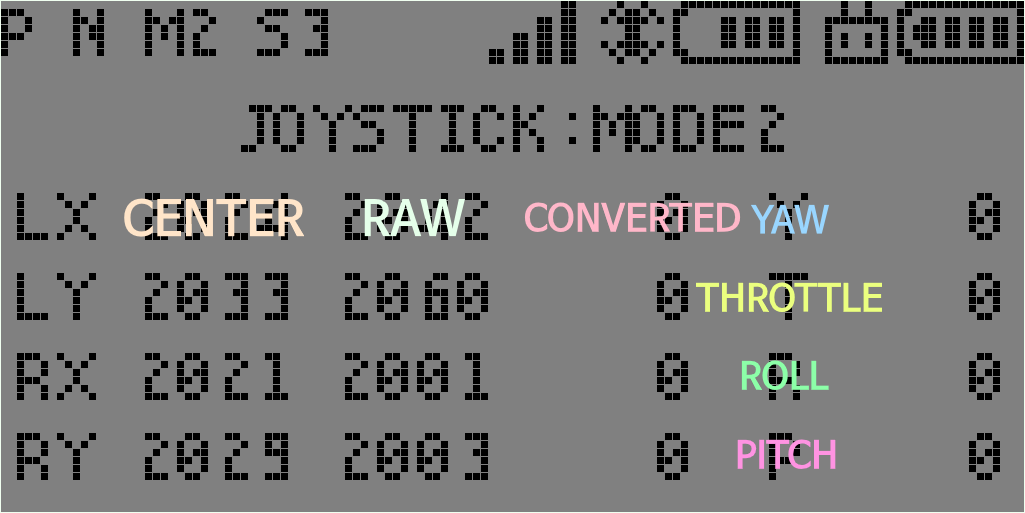 P N M2 S3
JOYSTICK:MODE2
LX CENTER RAW CONVERTED YAW 0
LY 2033 2060 0 THROTTLE 0
RX 2021 2001 0 ROLL 0
RY 2029 2003 0 PITCH 0